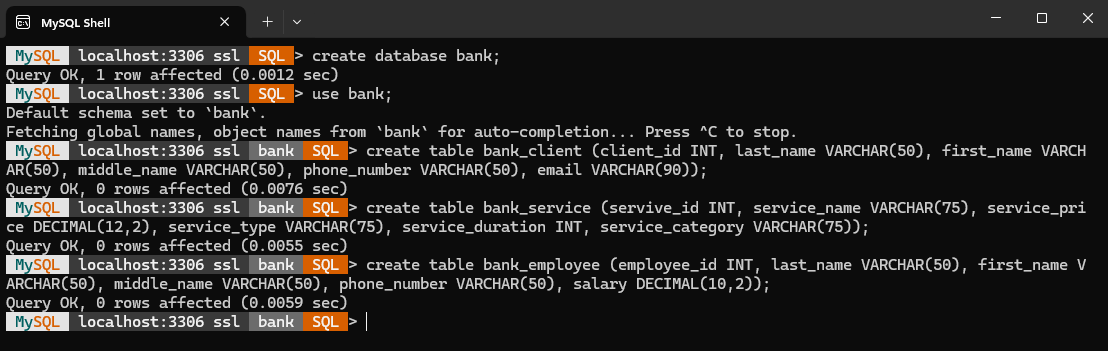 MySQL Shell
MySQL localhost:3306 ssl SQL > create database bank;
Query OK, 1 row affected (0.0012 sec)
MySQL localhost:3306 ssl SQL > use bank;
Default schema set to `bank`.
Fetching global names, object names from `bank` for auto-completion... Press ^C to stop.
MySQL localhost:3306 ssl bank SQL > create table bank_client (client_id INT, last_name VARCHAR(50), first_name VARCH
AR(50), middle_name VARCHAR(50), phone_number VARCHAR(50), email VARCHAR(90));
Query OK, 0 rows affected (0.0076 sec)
MySQL localhost:3306 ssl bank SQL > create table bank_service (servive_id INT, service_name VARCHAR(75), service_pri
ce DECIMAL(12,2), service_type VARCHAR(75), service_duration INT, service_category VARCHAR(75));
Query OK, 0 rows affected (0.0055 sec)
MySQL localhost:3306 ssl bank SQL > create table bank_employee (employee_id INT, last_name VARCHAR(50), first_name V
ARCHAR(50), middle_name VARCHAR(50), phone_number VARCHAR(50), salary DECIMAL(10,2));
Query OK, 0 rows affected (0.0059 sec)
MySQL localhost:3306 ssl bank SQL >